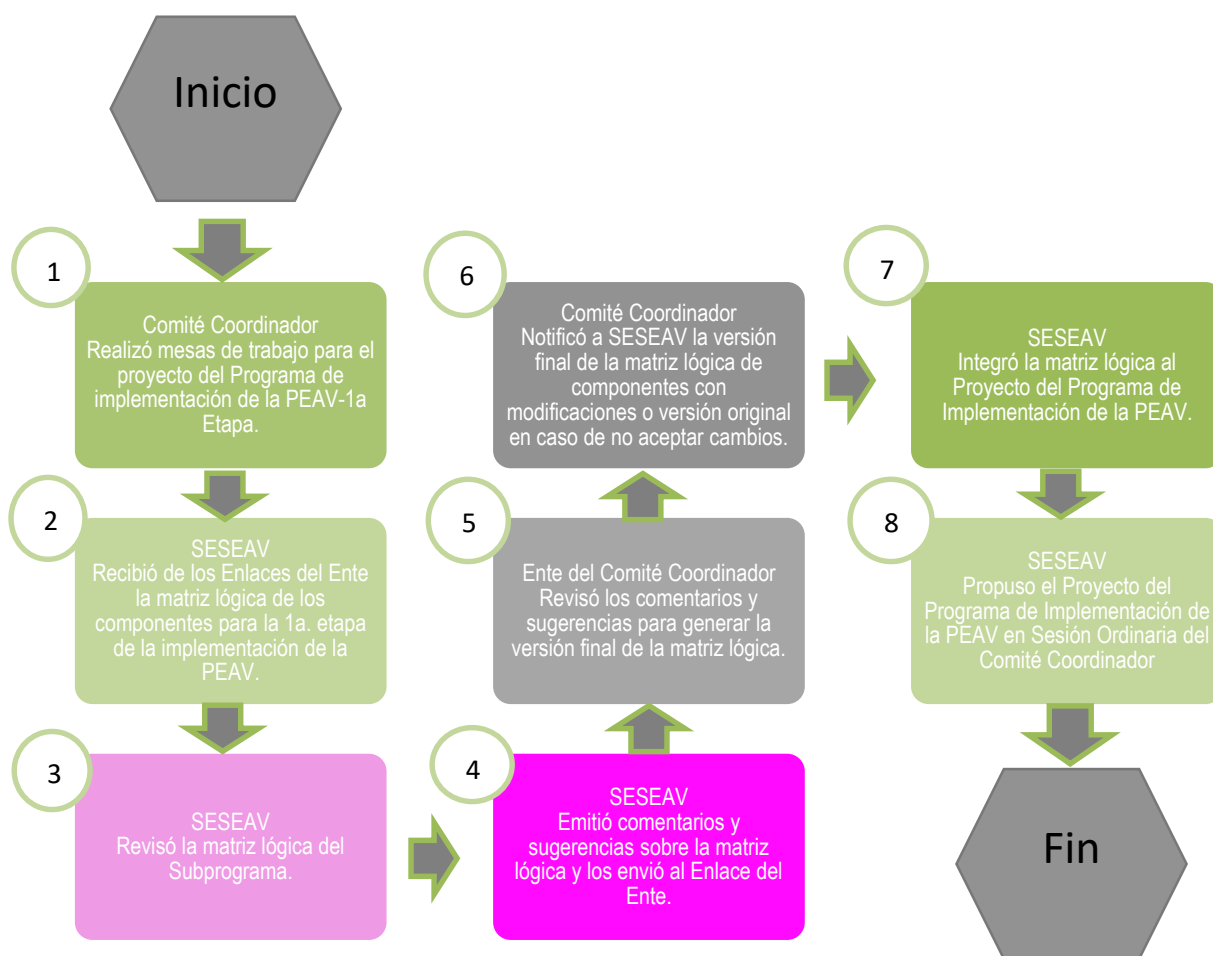 Inicio
1
Comité Coordinador
Realizó mesas de trabajo para el
proyecto del Programa de
implementación de la PEAV-1a
Etapa.
2
SESEAV
Recibió de los Enlaces del Ente
la matriz lógica de los
componentes para la 1a. etapa
de la implementación de la
PEAV.
3
SESEAV
Revisó la matriz lógica del
Subprograma.
4
SESEAV
Emitió comentarios y
sugerencias sobre la matriz
lógica y los envió al Enlace del
Ente.
5
Ente del Comité Coordinador
Revisó los comentarios y
sugerencias para generar la
versión final de la matriz lógica.
6
Comité Coordinador
Notificó a SESEAV la versión
final de la matriz lógica de
componentes con
modificaciones o versión original
en caso de no aceptar cambios.
7
SESEAV
Integró la matriz lógica al
Proyecto del Programa de
Implementación de la PEAV.
8
SESEAV
Propuso el Proyecto del
Programa de Implementación de
la PEAV en Sesión Ordinaria del
Comité Coordinador
Fin